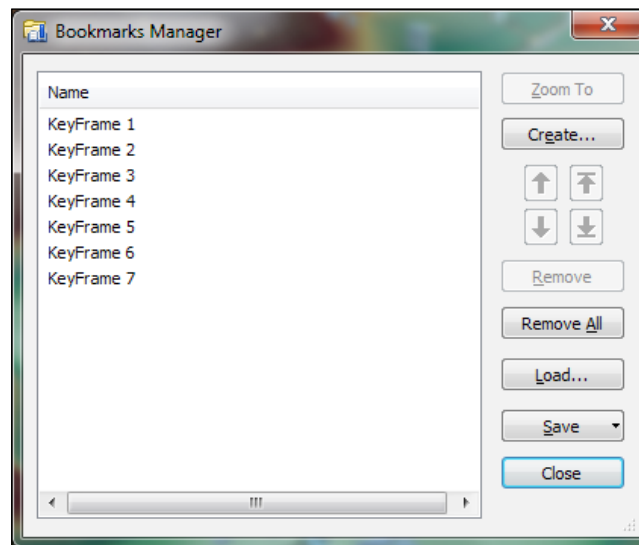 Bookmarks Manager
Name
KeyFrame 1
KeyFrame 2
KeyFrame 3
KeyFrame 4
KeyFrame 5
KeyFrame 6
KeyFrame 7
Zoom To
Create...
Remove
Remove All
Load...
Save
Close